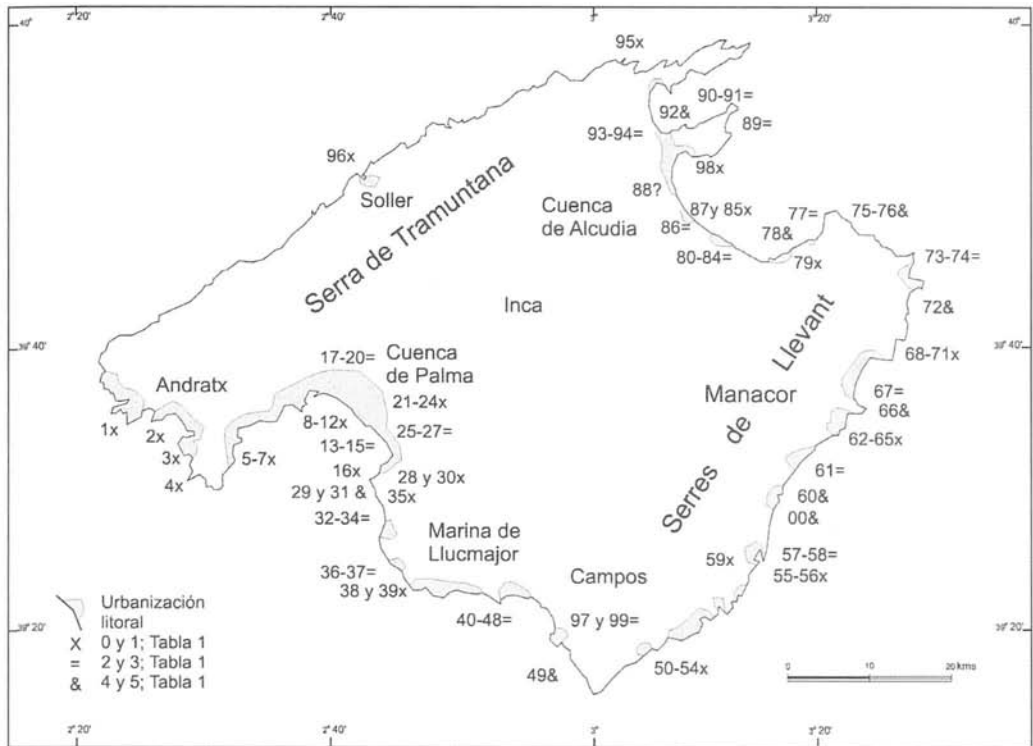 2° 20'
2° 40'
3°
3° 20'
40°
40°
95x
90-91=
92&
89=
93-94=
98x
96x
Soller
88?
Serra de Tramuntana
Cuenca
de Alcudia
87y 85x
77=
75-76&
86=
78&
80-84=
79x
73-74=
Inca
72&
39° 40'
39° 40'
17-20=
Cuenca
de Palma
68-71x
Andratx
21-24x
Serres de Llevant
Manacor
67=
66&
1x
2x
8-12x
25-27=
3x
5-7x
13-15=
62-65x
4x
16x
28 y 30x
61=
29 y 31 &
35x
60&
32-34=
00&
Marina de
Llucmajor
59x
57-58=
36-37=
Campos
55-56x
38 y 39x
Urbanización
litoral
40-48=
97 y 99=
39° 20'
39° 20'
X 0 y 1; Tabla 1
= 2 y 3; Tabla 1
& 4 y 5; Tabla 1
49&
50-54x
0 10 20 kms
2° 20'
2° 40'
3°
3° 20'